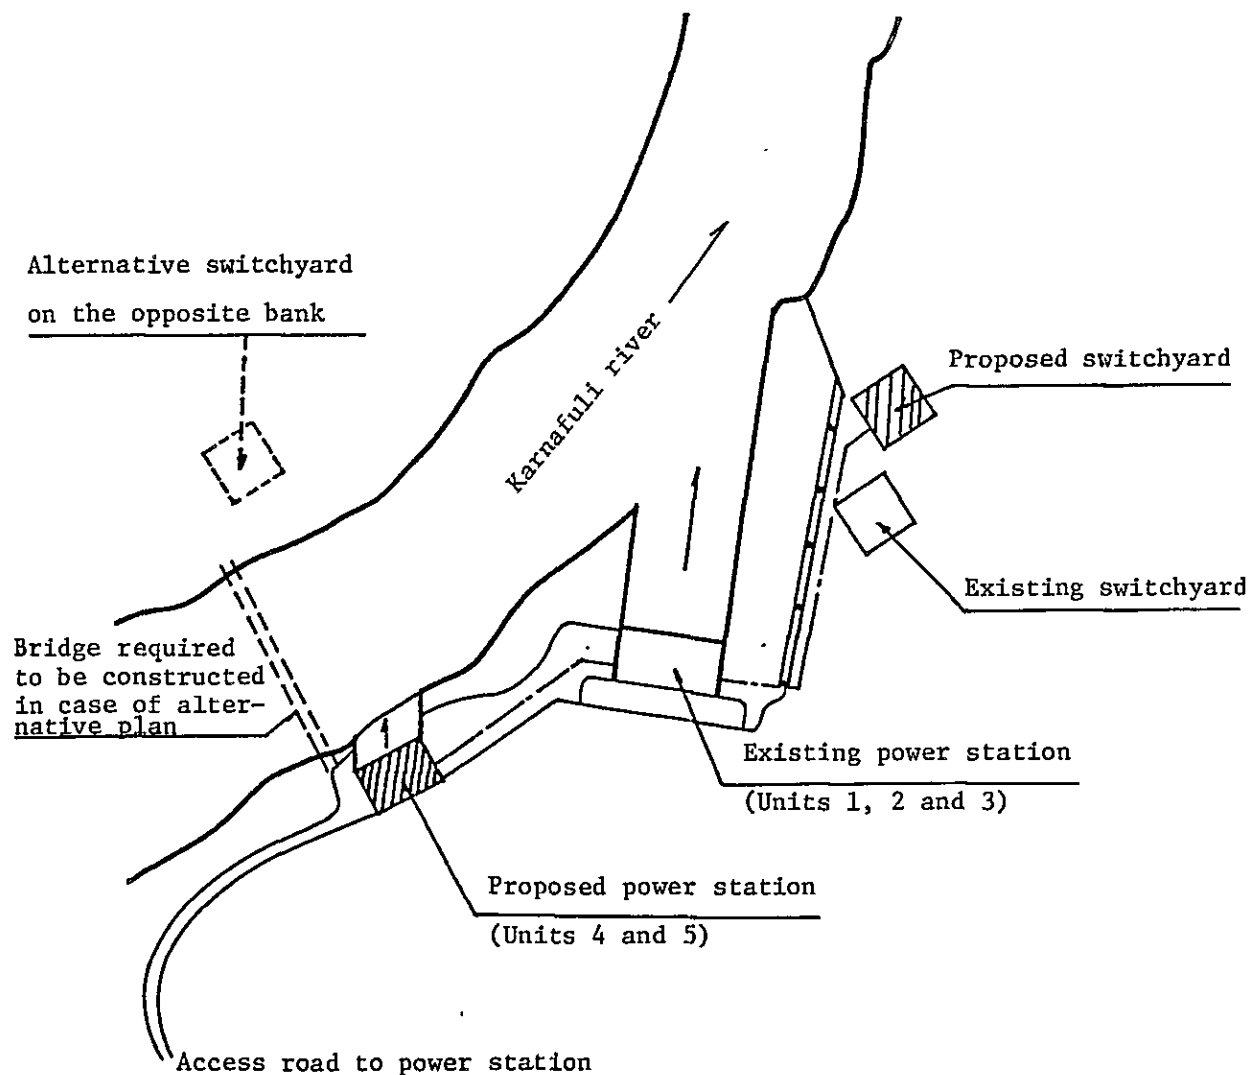 Alternative switchyard
on the opposite bank
Karnafuli river
Proposed switchyard
Existing switchyard
Bridge required
to be constructed
in case of alter-
native plan
Existing power station
(Units 1, 2 and 3)
Proposed power station
(Units 4 and 5)
Access road to power station